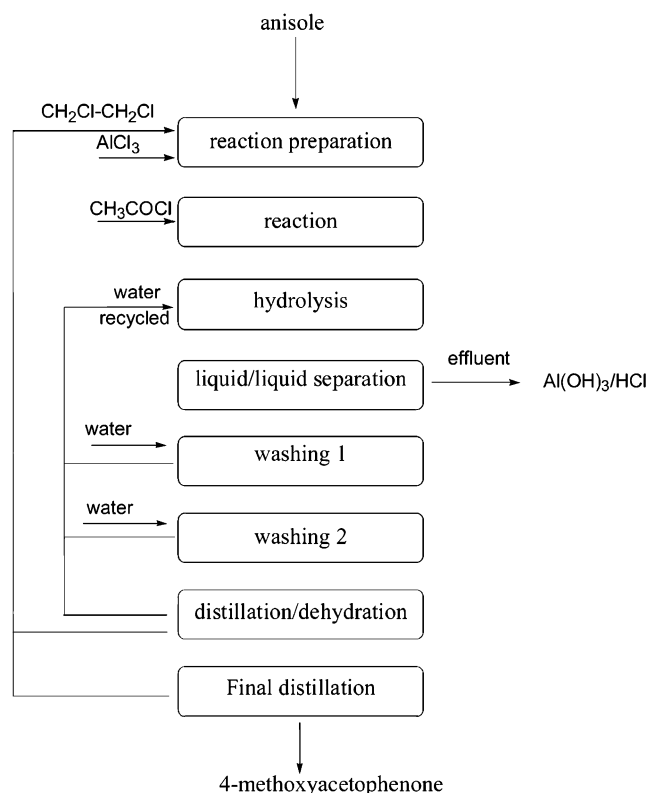 anisole
CH₂Cl-CH₂Cl
AlCl₃
reaction preparation
CH₃COCl
reaction
water
recycled
hydrolysis
liquid/liquid separation
effluent
Al(OH)₃/HCl
water
washing 1
water
washing 2
distillation/dehydration
Final distillation
4-methoxyacetophenone